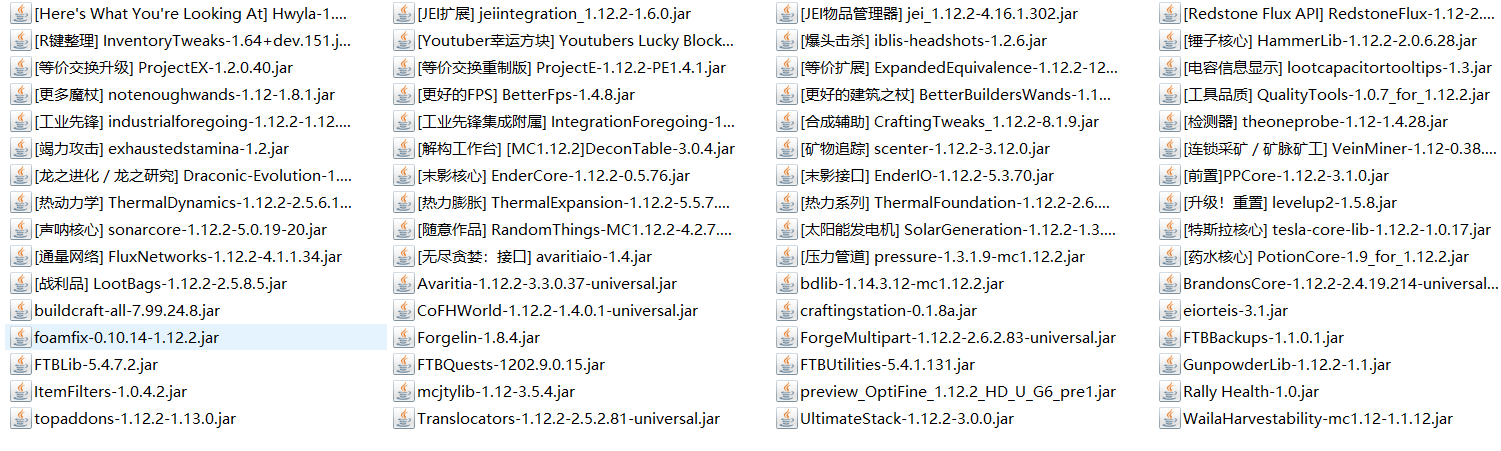 [Here's What You're Looking At] Hwyla-1.... [JEI扩展] jeiintegration_1.12.2-1.6.0.jar [JEI物品管理器] jei_1.12.2-4.16.1.302.jar [Redstone Flux API] RedstoneFlux-1.12-2....
[R键整理] InventoryTweaks-1.64+dev.151.j... [Youtuber幸运方块] Youtubers Lucky Block... [爆头击杀] iblis-headshots-1.2.6.jar [锤子核心] HammerLib-1.12.2-2.0.6.28.jar
[等价交换升级] ProjectEX-1.2.0.40.jar [等价交换重制版] ProjectE-1.12.2-PE1.4.1.jar [等价扩展] ExpandedEquivalence-1.12.2-12... [电容信息显示] lootcapacitortooltips-1.3.jar
[更多魔杖] notenoughwands-1.12-1.8.1.jar [更好的FPS] BetterFps-1.4.8.jar [更好的建筑之杖] BetterBuildersWands-1.1... [工具品质] QualityTools-1.0.7_for_1.12.2.jar
[工业先锋] industrialforegoing-1.12.2-1.12.... [工业先锋集成附属] IntegrationForegoing-1... [合成辅助] CraftingTweaks_1.12.2-8.1.9.jar [检测器] theoneprobe-1.12-1.4.28.jar
[竭力攻击] exhaustedstamina-1.2.jar [解构工作台] [MC1.12.2]DeconTable-3.0.4.jar [矿物追踪] scenter-1.12.2-3.12.0.jar [连锁采矿 / 矿脉矿工] VeinMiner-1.12-0.38....
[龙之进化 / 龙之研究] Draconic-Evolution-1.... [末影核心] EnderCore-1.12.2-0.5.76.jar [末影接口] EnderIO-1.12.2-5.3.70.jar [前置]PPCore-1.12.2-3.1.0.jar
[热动力学] ThermalDynamics-1.12.2-2.5.6.1... [热力膨胀] ThermalExpansion-1.12.2-5.5.7.... [热力系列] ThermalFoundation-1.12.2-2.6.... [升级！重置] levelup2-1.5.8.jar
[声呐核心] sonarcore-1.12.2-5.0.19-20.jar [随意作品] RandomThings-MC1.12.2-4.2.7.... [太阳能发电机] SolarGeneration-1.12.2-1.3.... [特斯拉核心] tesla-core-lib-1.12.2-1.0.17.jar
[通量网络] FluxNetworks-1.12.2-4.1.1.34.jar [无尽贪婪：接口] avaritiaio-1.4.jar [压力管道] pressure-1.3.1.9-mc1.12.2.jar [药水核心] PotionCore-1.9_for_1.12.2.jar
[战利品] LootBags-1.12.2-2.5.8.5.jar Avaritia-1.12.2-3.3.0.37-universal.jar bdlib-1.14.3.12-mc1.12.2.jar BrandonsCore-1.12.2-2.4.19.214-universal...
buildcraft-all-7.99.24.8.jar CoFHWorld-1.12.2-1.4.0.1-universal.jar craftingstation-0.1.8a.jar eiorteis-3.1.jar
foamfix-0.10.14-1.12.2.jar Forgelin-1.8.4.jar ForgeMultipart-1.12.2-2.6.2.83-universal.jar FTBBackups-1.1.0.1.jar
FTBLib-5.4.7.2.jar FTBQuests-1202.9.0.15.jar FTBUtilities-5.4.1.131.jar GunpowderLib-1.12.2-1.1.jar
ItemFilters-1.0.4.2.jar mcjtylib-1.12-3.5.4.jar preview_OptiFine_1.12.2_HD_U_G6_pre1.jar Rally Health-1.0.jar
topaddons-1.12.2-1.13.0.jar Translocators-1.12.2-2.5.2.81-universal.jar UltimateStack-1.12.2-3.0.0.jar WailaHarvestability-mc1.12-1.1.12.jar